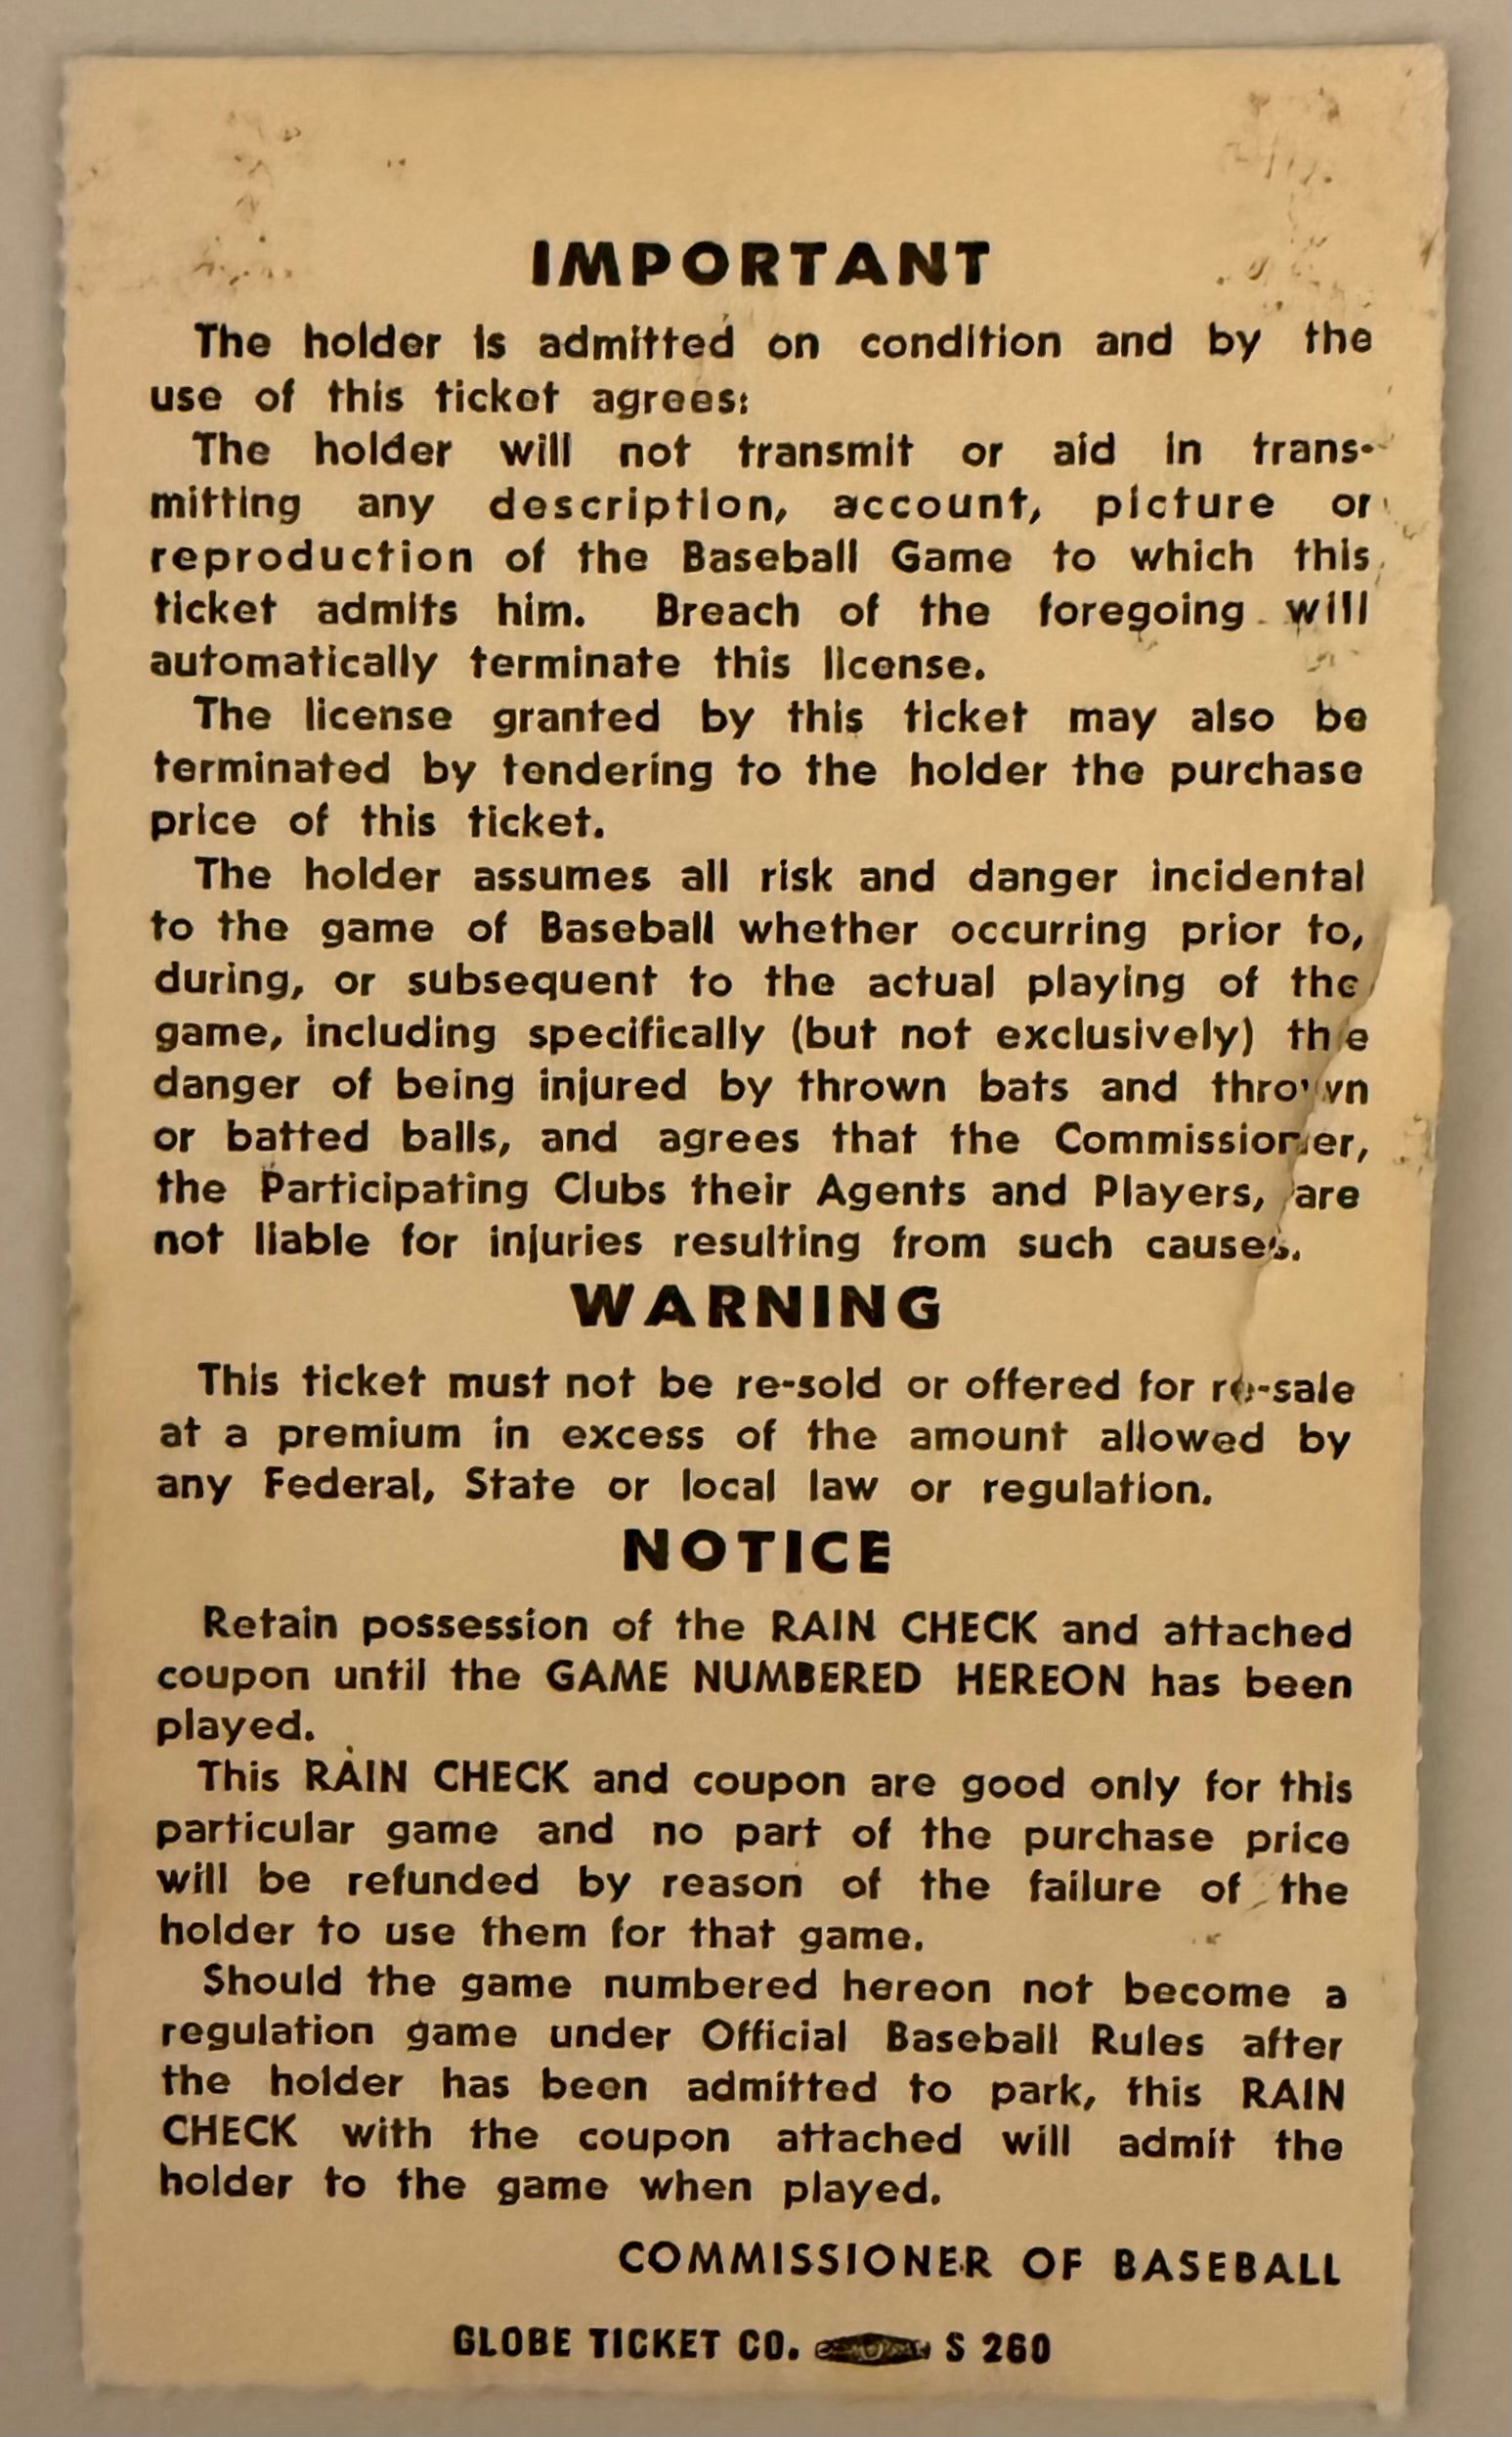 IMPORTANT
The holder is admitted on condition and by the
use of this ticket agrees:
The holder will not transmit or aid in trans-
mitting any description, account, picture or
reproduction of the Baseball Game to which this
ticket admits him. Breach of the foregoing will
automatically terminate this license.
The license granted by this ticket may also be
terminated by tendering to the holder the purchase
price of this ticket.
The holder assumes all risk and danger incidental
to the game of Baseball whether occurring prior to,
during, or subsequent to the actual playing of the
game, including specifically (but not exclusively) the
danger of being injured by thrown bats and thrown
or batted balls, and agrees that the Commissioner,
the Participating Clubs their Agents and Players, are
not liable for injuries resulting from such causes.
WARNING
This ticket must not be re-sold or offered for re-sale
at a premium in excess of the amount allowed by
any Federal, State or local law or regulation.
NOTICE
Retain possession of the RAIN CHECK and attached
coupon until the GAME NUMBERED HEREON has been
played.
This RAIN CHECK and coupon are good only for this
particular game and no part of the purchase price
will be refunded by reason of the failure of the
holder to use them for that game.
Should the game numbered hereon not become a
regulation game under Official Baseball Rules after
the holder has been admitted to park, this RAIN
CHECK with the coupon attached will admit the
holder to the game when played.
COMMISSIONER OF BASEBALL
GLOBE TICKET CO. S 260